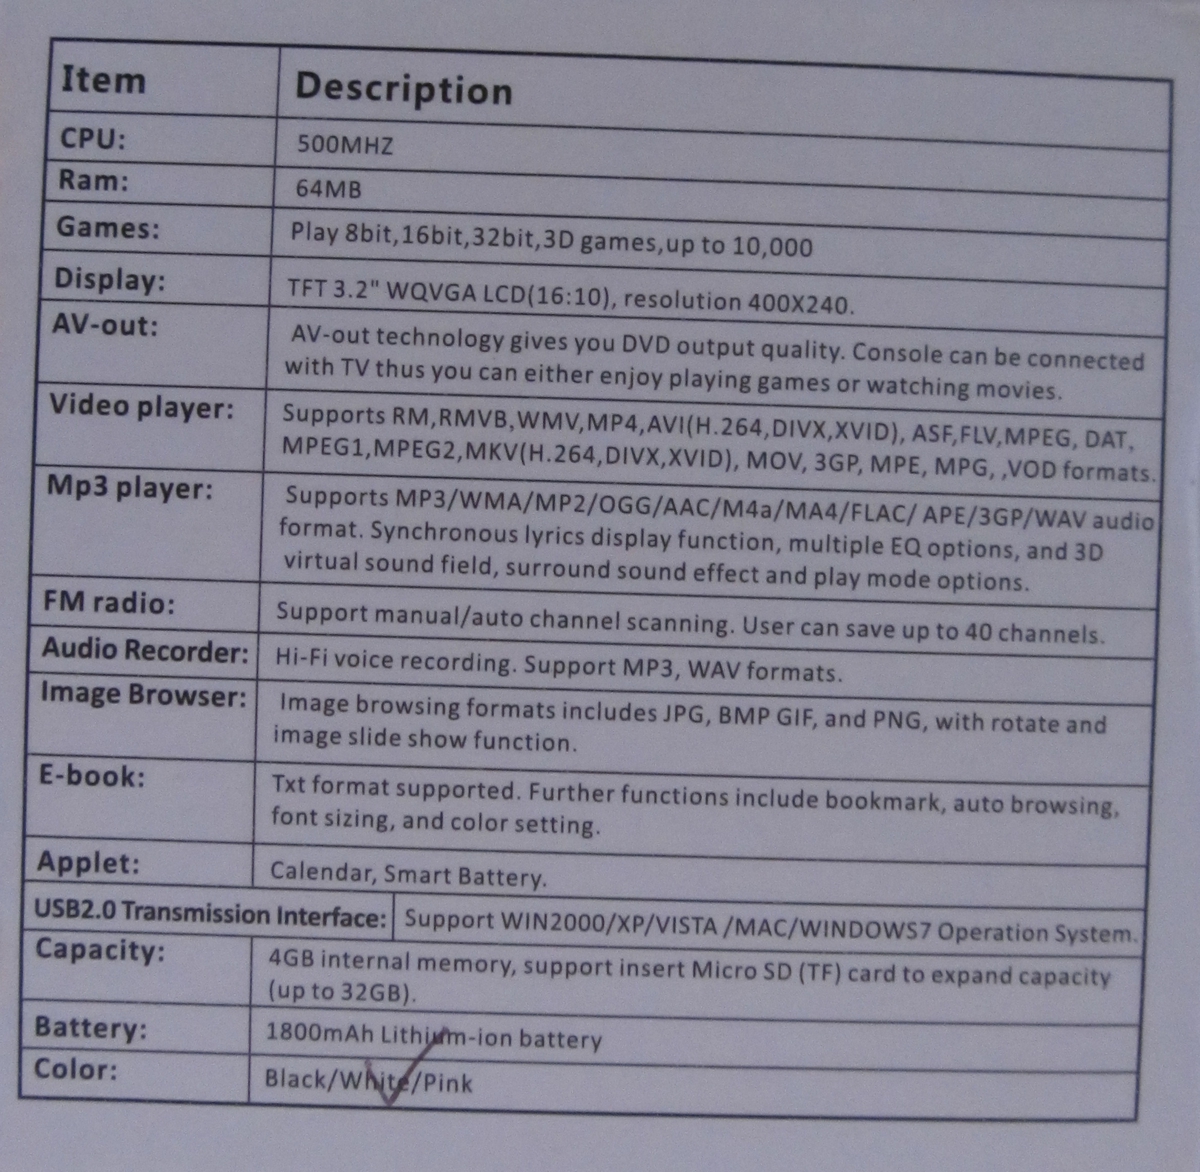 Item Description
CPU: 500MHZ
Ram: 64MB
Games: Play 8bit,16bit,32bit,3D games,up to 10,000
Display: TFT 3.2" WQVGA LCD(16:10), resolution 400X240.
AV-out: AV-out technology gives you DVD output quality. Console can be connected
with TV thus you can either enjoy playing games or watching movies.
Video player: Supports RM,RMVB,WMV,MP4,AVI(H.264,DIVX,XVID), ASF,FLV,MPEG, DAT,
MPEG1,MPEG2,MKV(H.264,DIVX,XVID), MOV, 3GP, MPE, MPG, ,VOD formats.
Mp3 player: Supports MP3/WMA/MP2/OGG/AAC/M4a/MA4/FLAC/ APE/3GP/WAV audio
format. Synchronous lyrics display function, multiple EQ options, and 3D
virtual sound field, surround sound effect and play mode options.
FM radio: Support manual/auto channel scanning. User can save up to 40 channels.
Audio Recorder: Hi-Fi voice recording. Support MP3, WAV formats.
Image Browser: Image browsing formats includes JPG, BMP GIF, and PNG, with rotate and
image slide show function.
E-book: Txt format supported. Further functions include bookmark, auto browsing,
font sizing, and color setting.
Applet: Calendar, Smart Battery.
USB2.0 Transmission Interface: Support WIN2000/XP/VISTA /MAC/WINDOWS7 Operation System.
Capacity: 4GB internal memory, support insert Micro SD (TF) card to expand capacity
(up to 32GB).
Battery: 1800mAh Lithium-ion battery
Color: Black/White/Pink